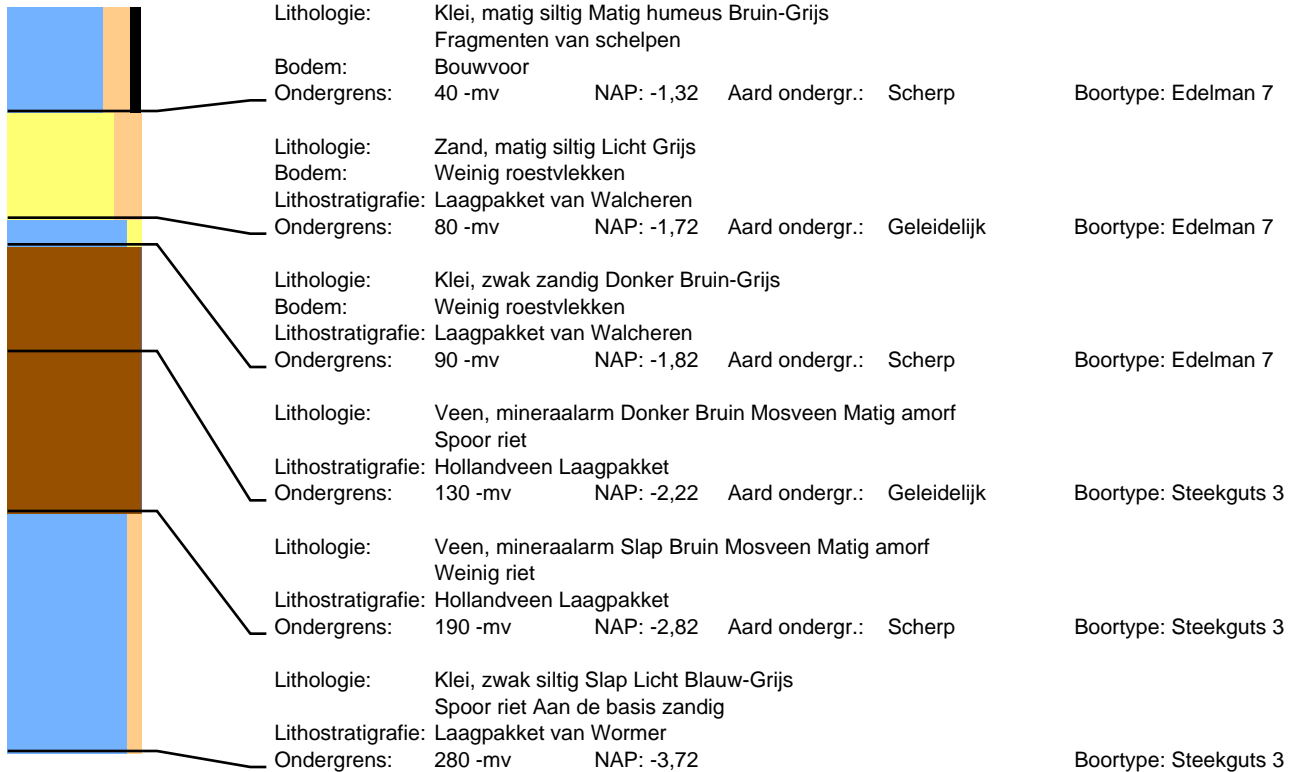 Lithologie: Klei, matig siltig Matig humeus Bruin-Grijs
Fragmenten van schelpen
Bodem: Bouwvoor
Ondergrens: 40 -mv NAP: -1,32 Aard ondergr.: Scherp Boortype: Edelman 7
Lithologie: Zand, matig siltig Licht Grijs
Bodem: Weinig roestvlekken
Lithostratigrafie: Laagpakket van Walcheren
Ondergrens: 80 -mv NAP: -1,72 Aard ondergr.: Geleidelijk Boortype: Edelman 7
Lithologie: Klei, zwak zandig Donker Bruin-Grijs
Bodem: Weinig roestvlekken
Lithostratigrafie: Laagpakket van Walcheren
Ondergrens: 90 -mv NAP: -1,82 Aard ondergr.: Scherp Boortype: Edelman 7
Lithologie: Veen, mineraalarm Donker Bruin Mosveen Matig amorf
Spoor riet
Lithostratigrafie: Hollandveen Laagpakket
Ondergrens: 130 -mv NAP: -2,22 Aard ondergr.: Geleidelijk Boortype: Steekguts 3
Lithologie: Veen, mineraalarm Slap Bruin Mosveen Matig amorf
Weinig riet
Lithostratigrafie: Hollandveen Laagpakket
Ondergrens: 190 -mv NAP: -2,82 Aard ondergr.: Scherp Boortype: Steekguts 3
Lithologie: Klei, zwak siltig Slap Licht Blauw-Grijs
Spoor riet Aan de basis zandig
Lithostratigrafie: Laagpakket van Wormer
Ondergrens: 280 -mv NAP: -3,72 Boortype: Steekguts 3